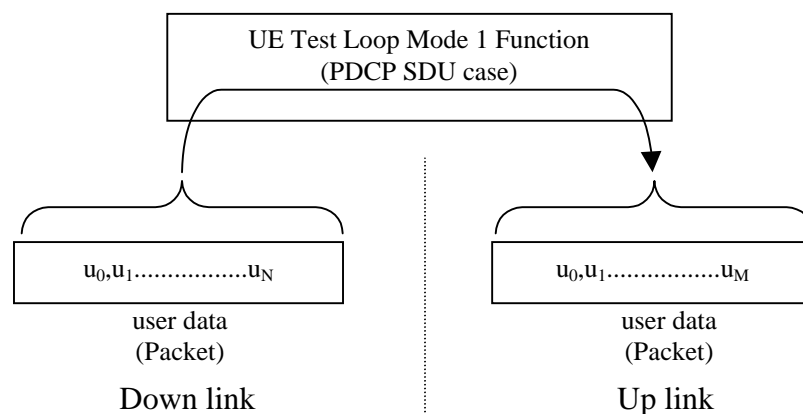 UE Test Loop Mode 1 Function
(PDCP SDU case)
u0,u1..................uN
user data
(Packet)
Down link
u0,u1..................uM
user data
(Packet)
Up link